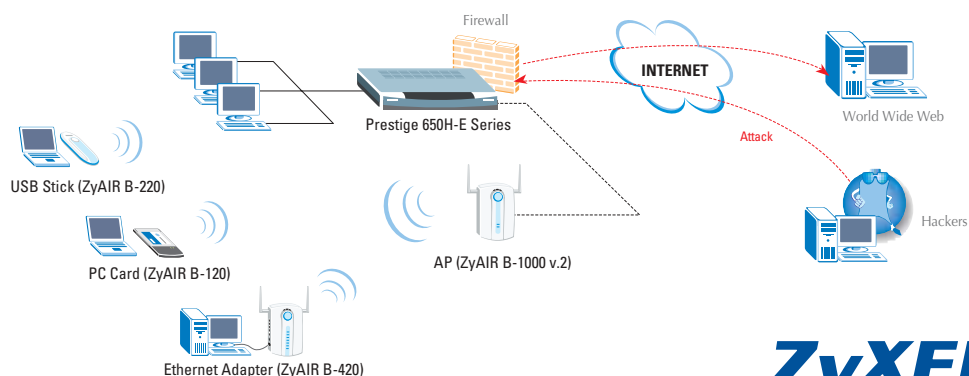 Firewall
INTERNET
World Wide Web
Prestige 650H-E Series
Attack
USB Stick (ZyAIR B-220)
Hackers
AP (ZyAIR B-1000 v.2)
PC Card (ZyAIR B-120)
Ethernet Adapter (ZyAIR B-420)